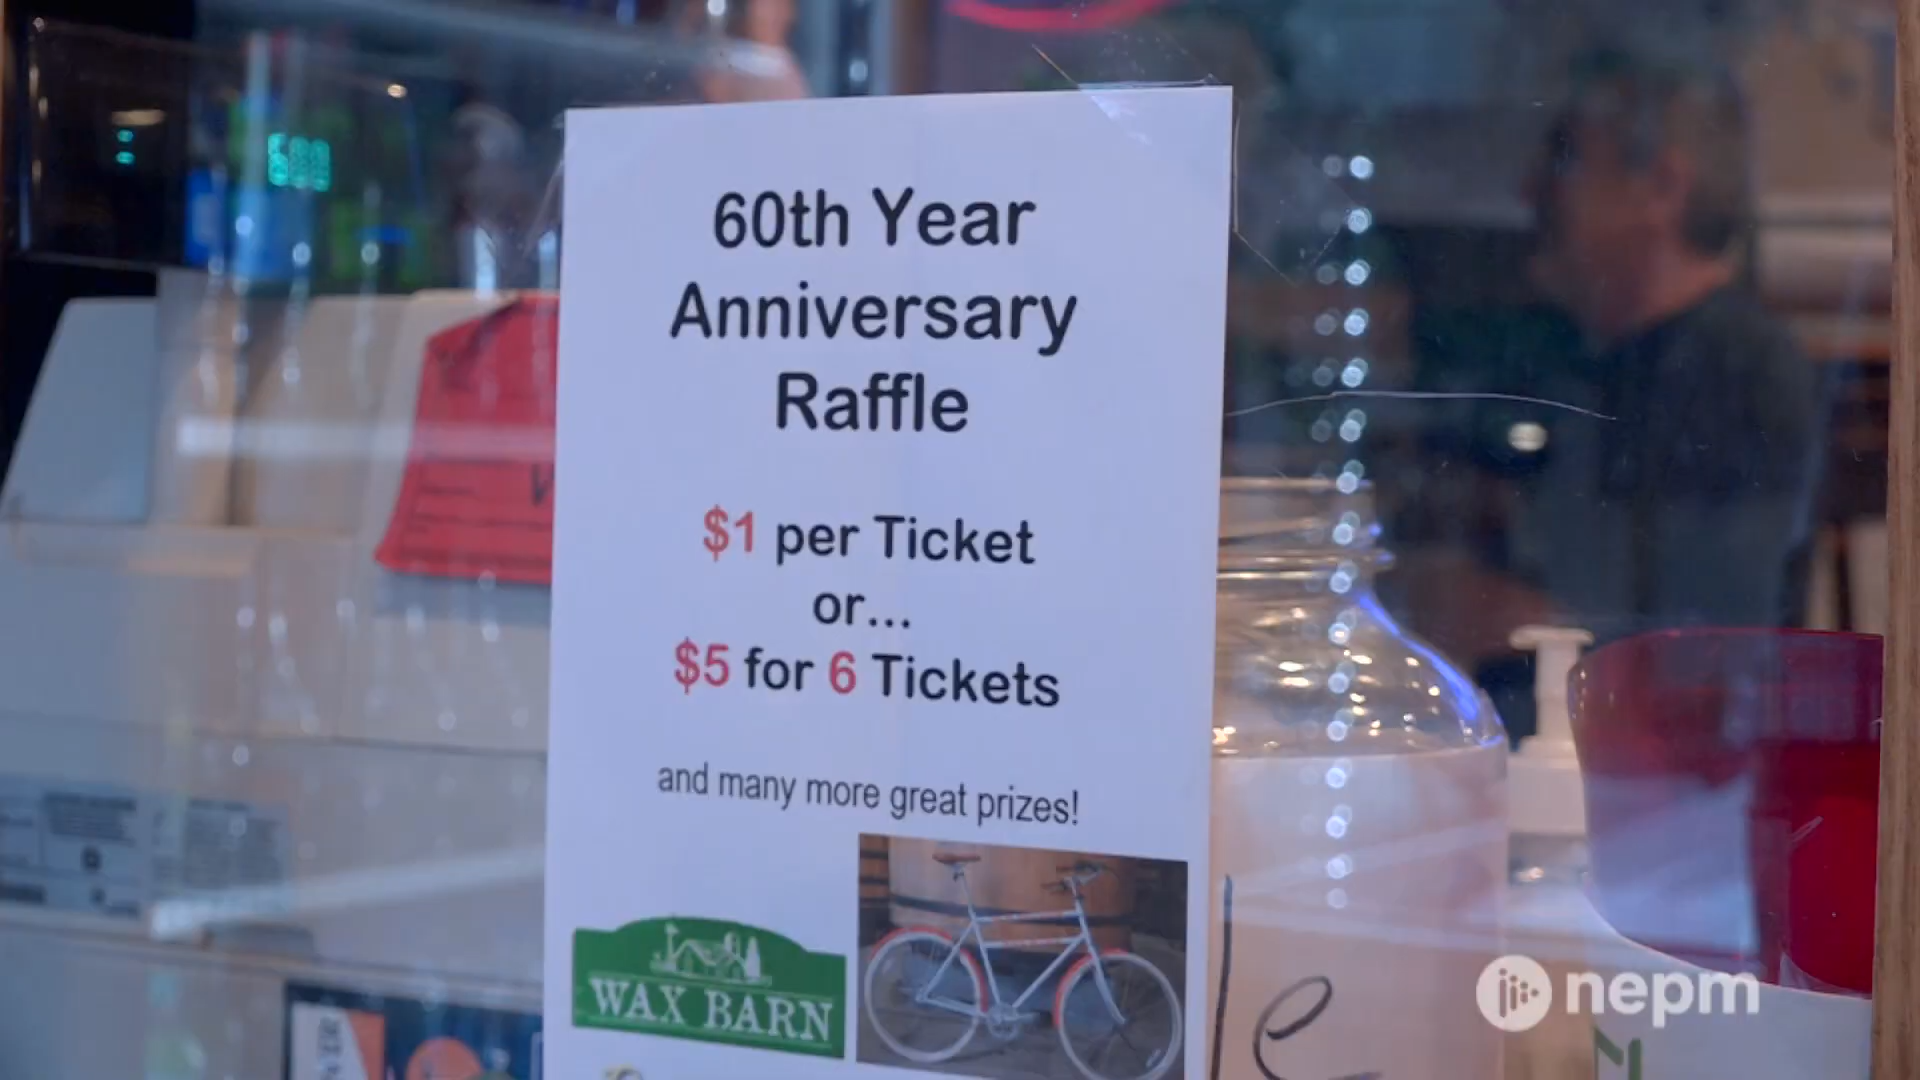 60th Year
Anniversary
Raffle
$1 per Ticket
or...
$5 for 6 Tickets
and many more great prizes!
WAX BARN
le
nepm